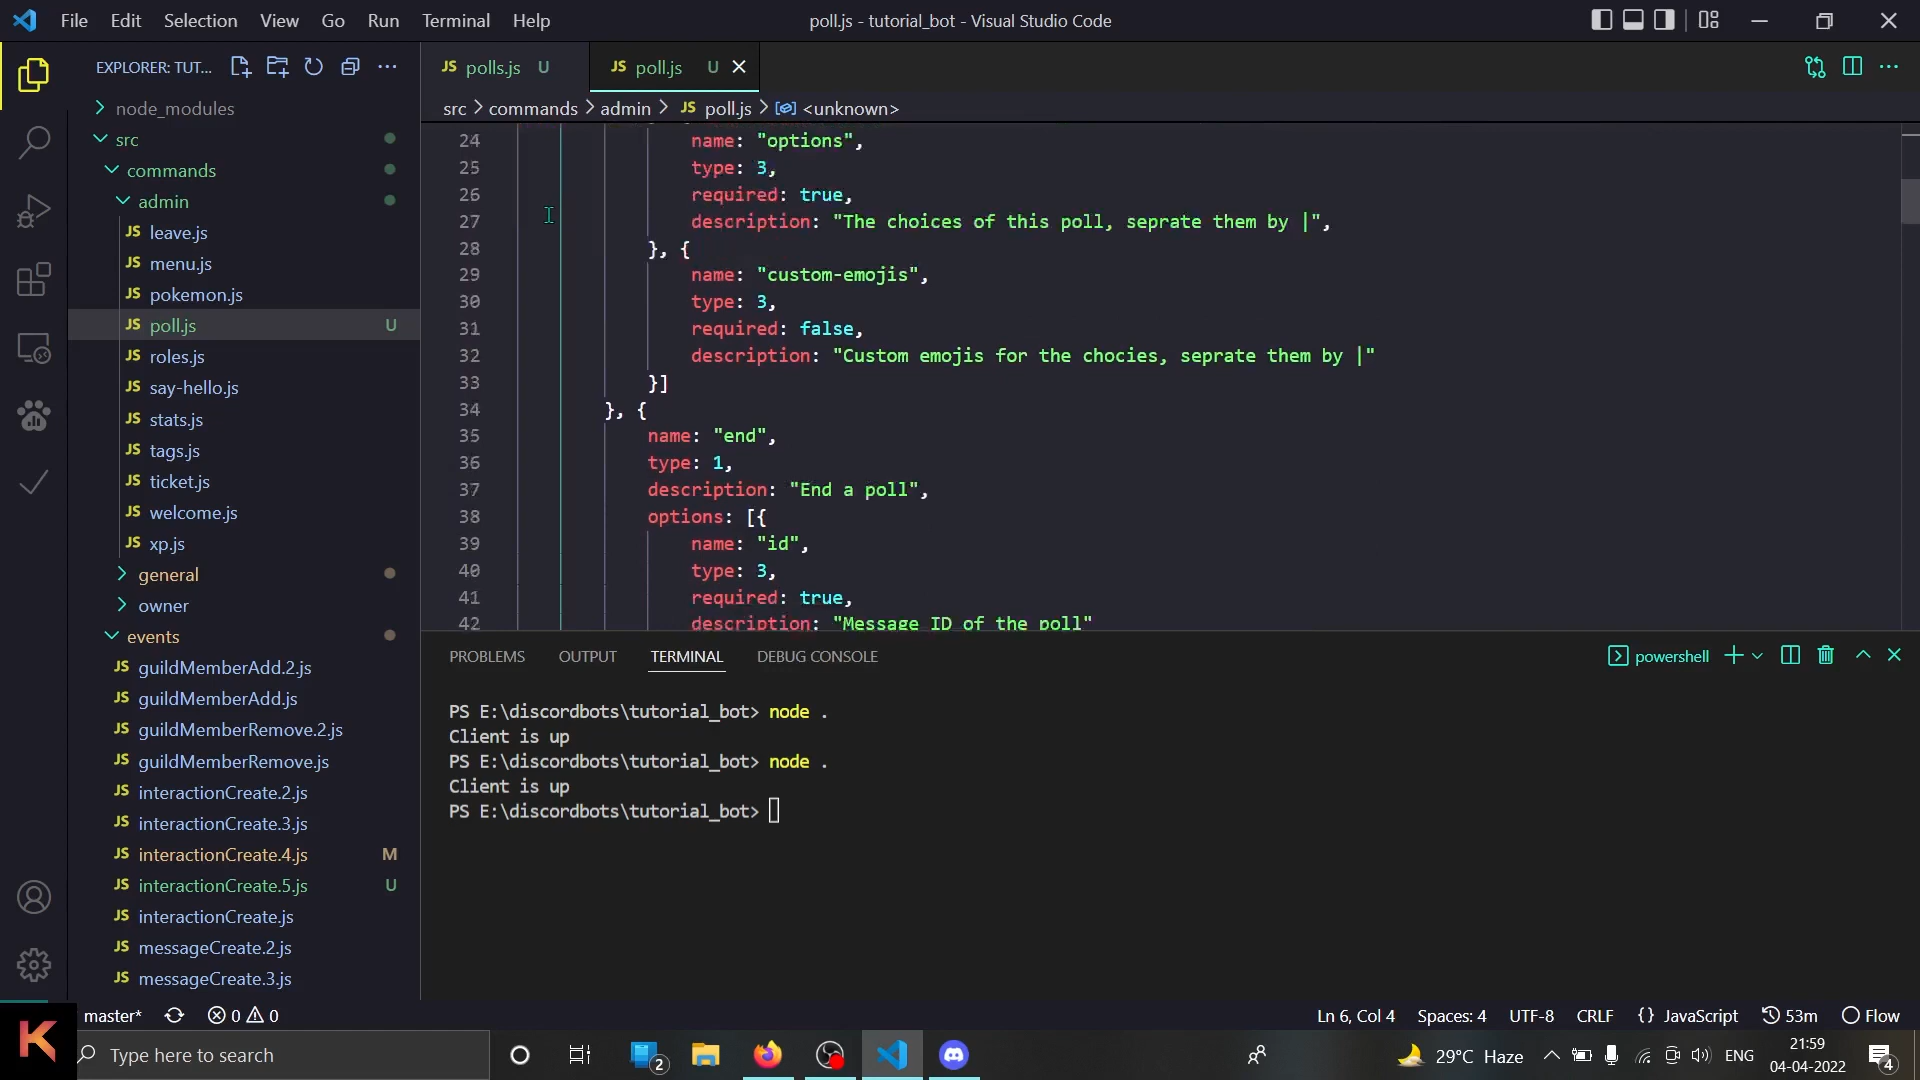 File Edit Selection View Go Run Terminal Help
poll.js - tutorial_bot - Visual Studio Code
EXPLORER: TUT...
node_modules
src
commands
admin
JS leave.js
JS menu.js
JS pokemon.js
JS poll.js U
JS roles.js
JS say-hello.js
JS stats.js
JS tags.js
JS ticket.js
JS welcome.js
JS xp.js
general
owner
events
JS guildMemberAdd.2.js
JS guildMemberAdd.js
JS guildMemberRemove.2.js
JS guildMemberRemove.js
JS interactionCreate.2.js
JS interactionCreate.3.js
JS interactionCreate.4.js M
JS interactionCreate.5.js U
JS interactionCreate.js
JS messageCreate.2.js
JS messageCreate.3.js
JS polls.js U
JS poll.js U
src > commands > admin > JS poll.js > <unknown>
24 name: "options",
25 type: 3,
26 required: true,
27 description: "The choices of this poll, seprate them by |",
28 }, {
29 name: "custom-emojis",
30 type: 3,
31 required: false,
32 description: "Custom emojis for the chocies, seprate them by |"
33 }]
34 }, {
35 name: "end",
36 type: 1,
37 description: "End a poll",
38 options: [{
39 name: "id",
40 type: 3,
41 required: true,
42 description: "Message ID of the poll"
PROBLEMS OUTPUT TERMINAL DEBUG CONSOLE
powershell
PS E:\discordbots\tutorial_bot> node .
Client is up
PS E:\discordbots\tutorial_bot> node .
Client is up
PS E:\discordbots\tutorial_bot>
master* 0 0
Ln 6, Col 4 Spaces: 4 UTF-8 CRLF {} JavaScript 53m Flow
K
Type here to search
2
29°C Haze
ENG
21:59
04-04-2022
4